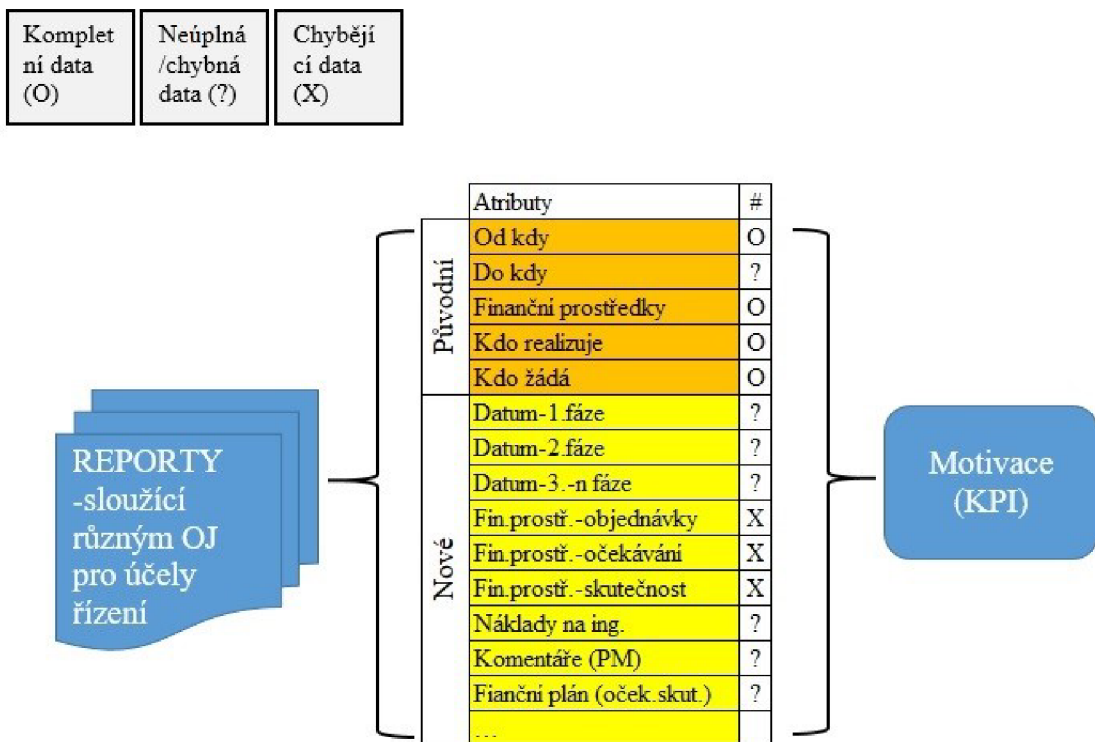 Komplet
ní data
(O)
Neúplná
/chybná
data (?)
Chybějí
cí data
(X)
Atributy #
Původní
Od kdy O
Do kdy ?
Finanční prostředky O
Kdo realizuje O
Kdo žádá O
Nové
Datum-1.fáze ?
Datum-2.fáze ?
Datum-3.-n fáze ?
Fin.prostř.-objednávky X
Fin.prostř.-očekávání X
Fin.prostř.-skutečnost X
Náklady na ing. ?
Komentáře (PM) ?
Fianční plán (oček.skut.) ?
...
REPORTY
-sloužící
různým OJ
pro účely
řízení
Motivace
(KPI)